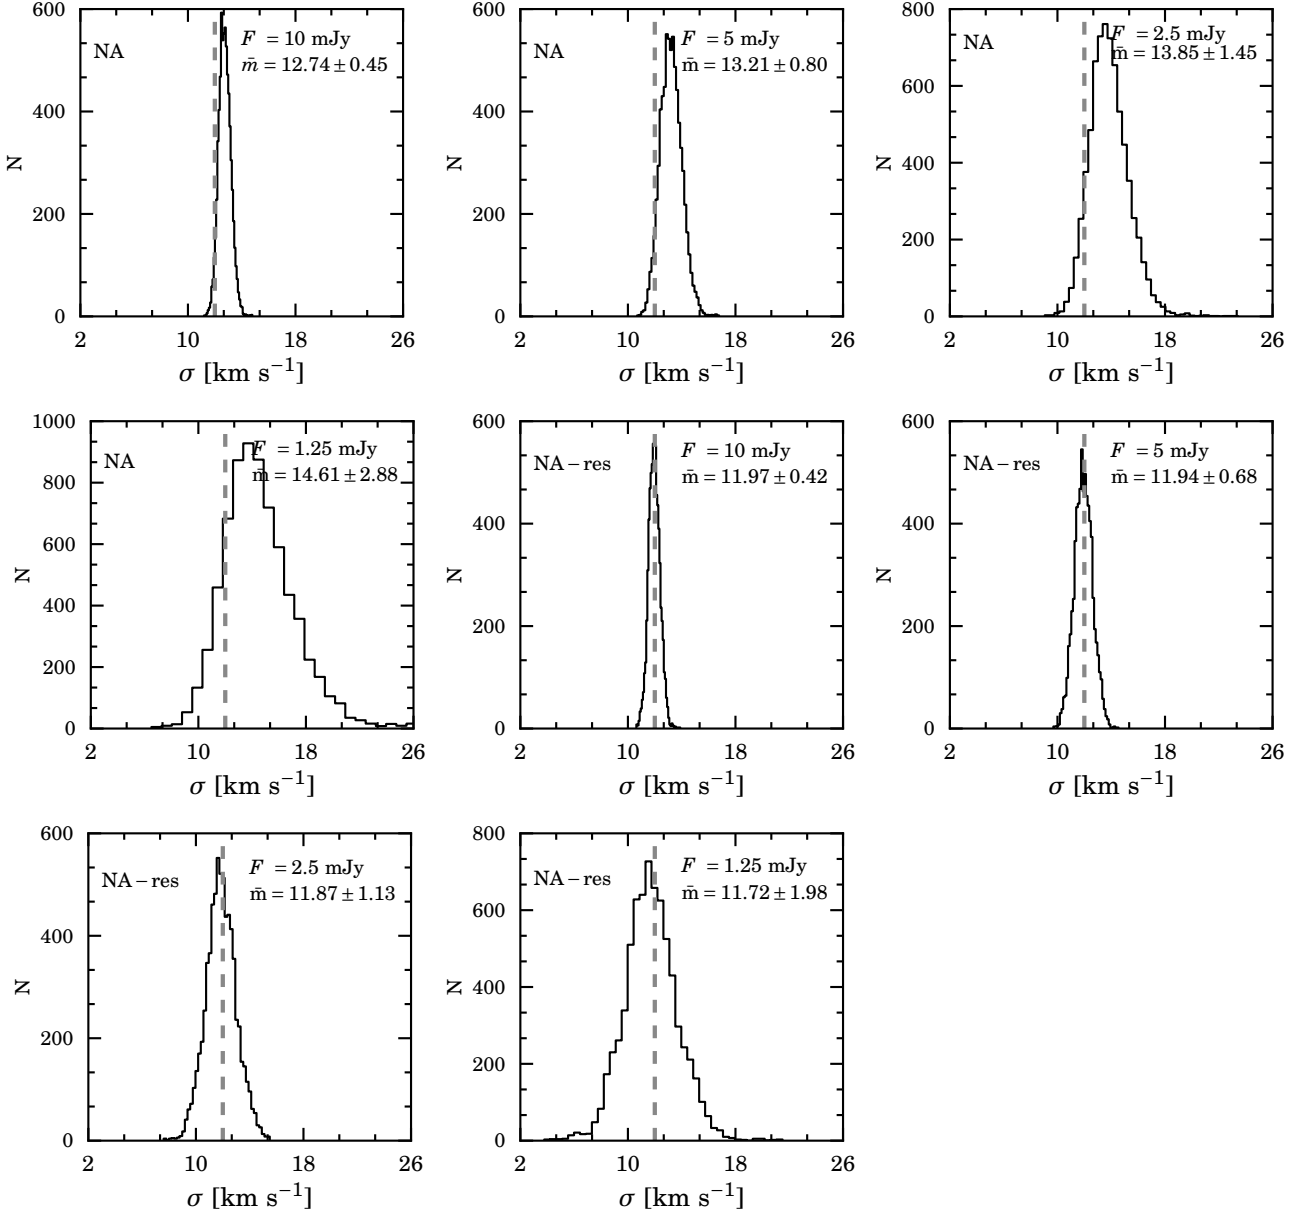 600
400
200
0
N
NA
F = 10 mJy
m̄ = 12.74 ± 0.45
2 10 18 26
σ [km s⁻¹]
600
400
200
0
N
NA
F = 5 mJy
m̄ = 13.21 ± 0.80
2 10 18 26
σ [km s⁻¹]
800
600
400
200
0
N
NA
F = 2.5 mJy
m̄ = 13.85 ± 1.45
2 10 18 26
σ [km s⁻¹]
1000
800
600
400
200
0
N
NA
F = 1.25 mJy
m̄ = 14.61 ± 2.88
2 10 18 26
σ [km s⁻¹]
600
400
200
0
N
NA − res
F = 10 mJy
m̄ = 11.97 ± 0.42
2 10 18 26
σ [km s⁻¹]
600
400
200
0
N
NA − res
F = 5 mJy
m̄ = 11.94 ± 0.68
2 10 18 26
σ [km s⁻¹]
600
400
200
0
N
NA − res
F = 2.5 mJy
m̄ = 11.87 ± 1.13
2 10 18 26
σ [km s⁻¹]
800
600
400
200
0
N
NA − res
F = 1.25 mJy
m̄ = 11.72 ± 1.98
2 10 18 26
σ [km s⁻¹]